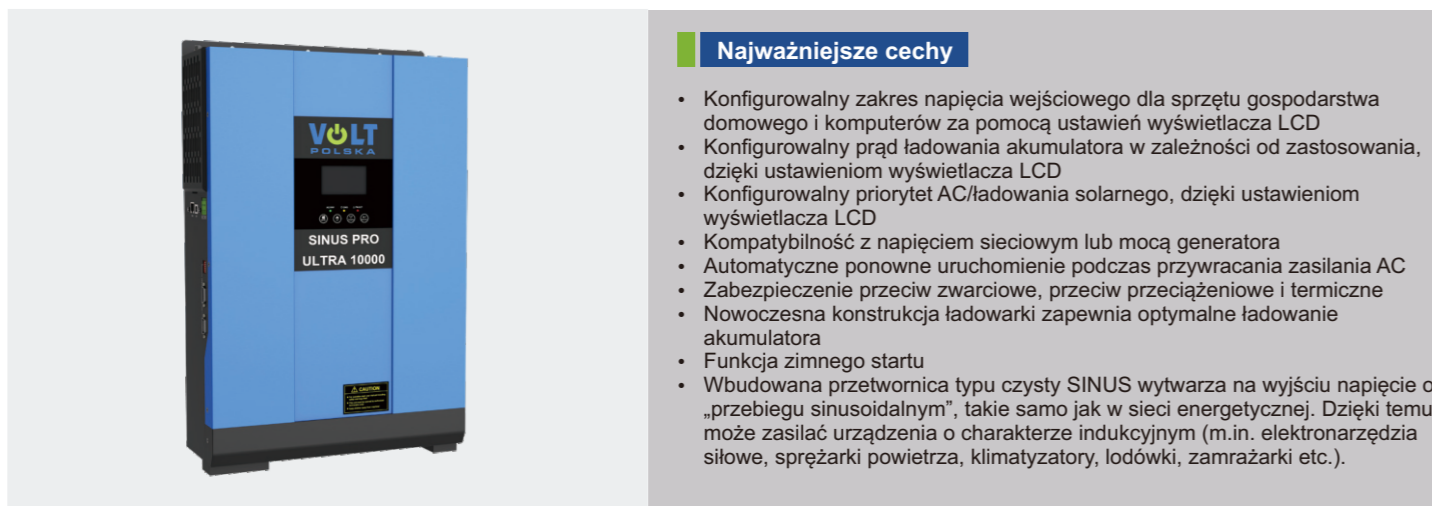 VOLT
POLSKA
SINUS PRO
ULTRA 10000
CAUTION
Najważniejsze cechy
• Konfigurowalny zakres napięcia wejściowego dla sprzętu gospodarstwa
domowego i komputerów za pomocą ustawień wyświetlacza LCD
• Konfigurowalny prąd ładowania akumulatora w zależności od zastosowania,
dzięki ustawieniom wyświetlacza LCD
• Konfigurowalny priorytet AC/ładowania solarnego, dzięki ustawieniom
wyświetlacza LCD
• Kompatybilność z napięciem sieciowym lub mocą generatora
• Automatyczne ponowne uruchomienie podczas przywracania zasilania AC
• Zabezpieczenie przeciw zwarciowe, przeciw przeciążeniowe i termiczne
• Nowoczesna konstrukcja ładowarki zapewnia optymalne ładowanie
akumulatora
• Funkcja zimnego startu
• Wbudowana przetwornica typu czysty SINUS wytwarza na wyjściu napięcie o
„przebiegu sinusoidalnym”, takie samo jak w sieci energetycznej. Dzięki temu
może zasilać urządzenia o charakterze indukcyjnym (m.in. elektronarzędzia
siłowe, sprężarki powietrza, klimatyzatory, lodówki, zamrażarki etc.).